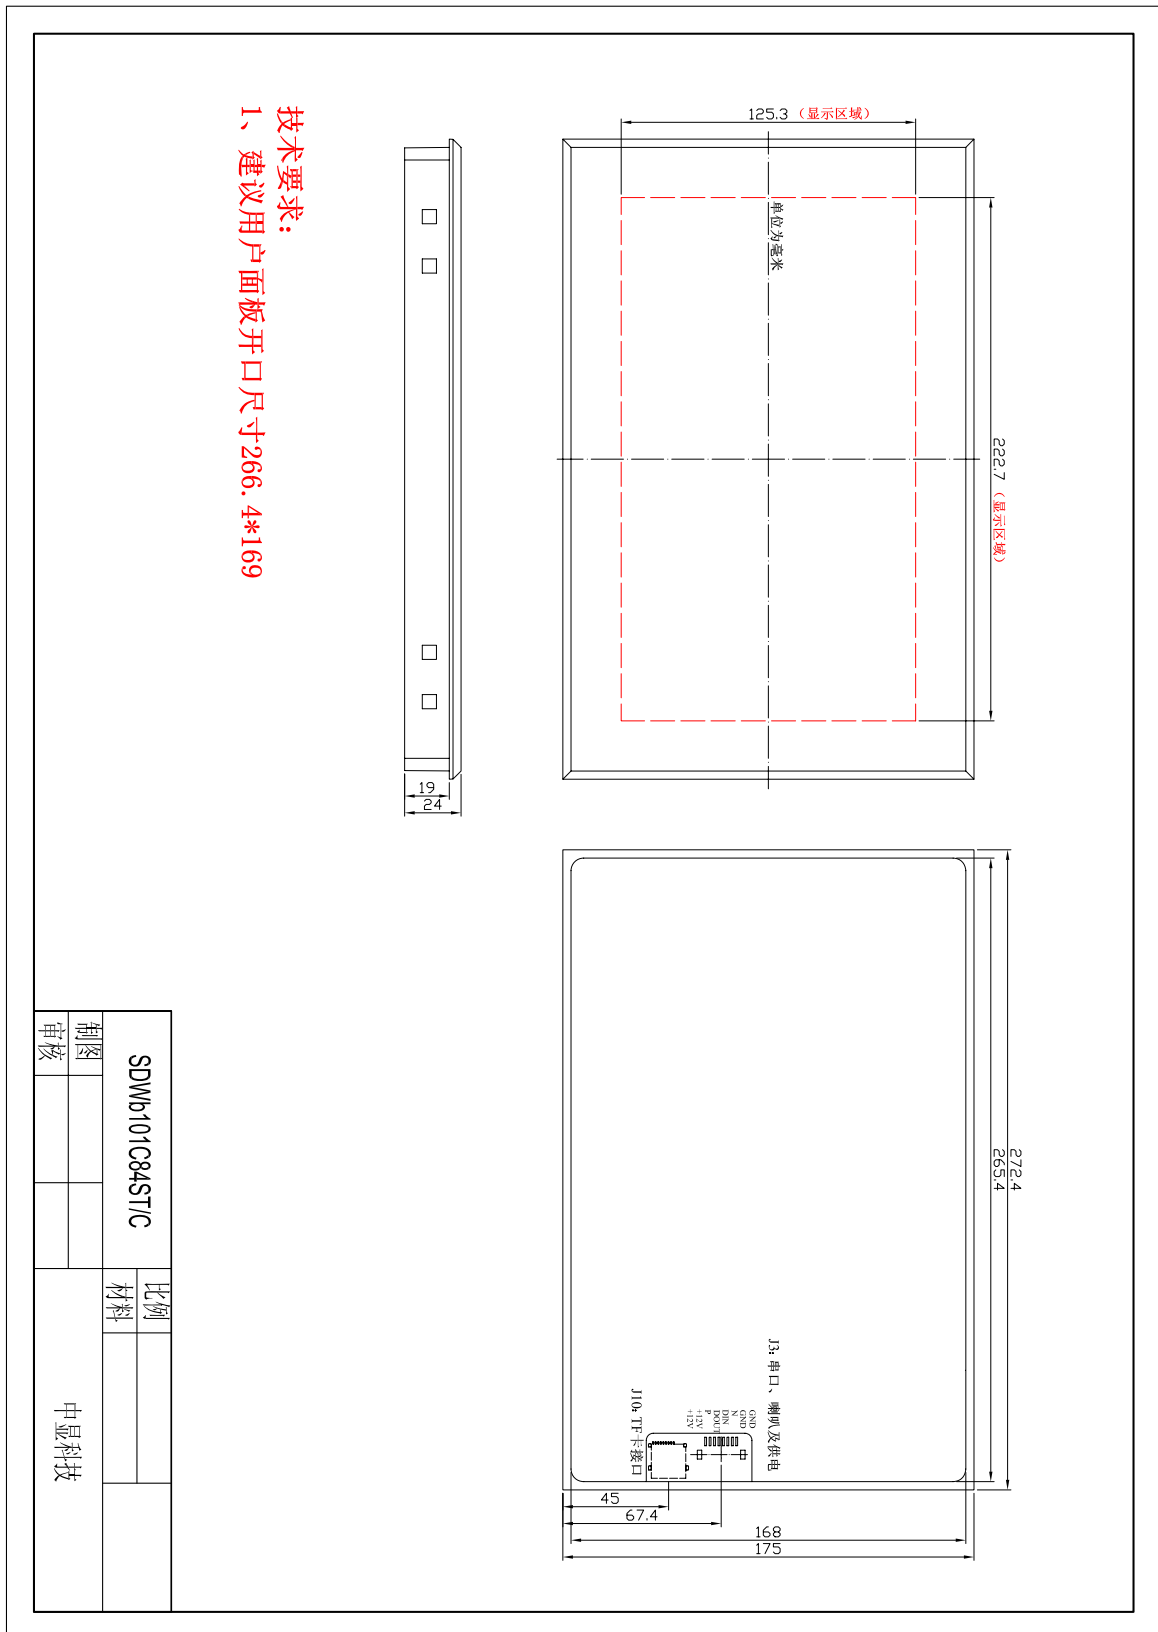 125.3 （显示区域）
单位为毫米
222.7 （显示区域）
19
24
技术要求：
1、建议用户面板开口尺寸266.4*169
272.4
265.4
J3：串口、喇叭及供电
GND
GND
N
DIN
DOUT
P
+12V
+12V
J10：TF卡接口
45
67.4
168
175
SDWb101C84ST/C
比例
材料
制图
审核
中显科技